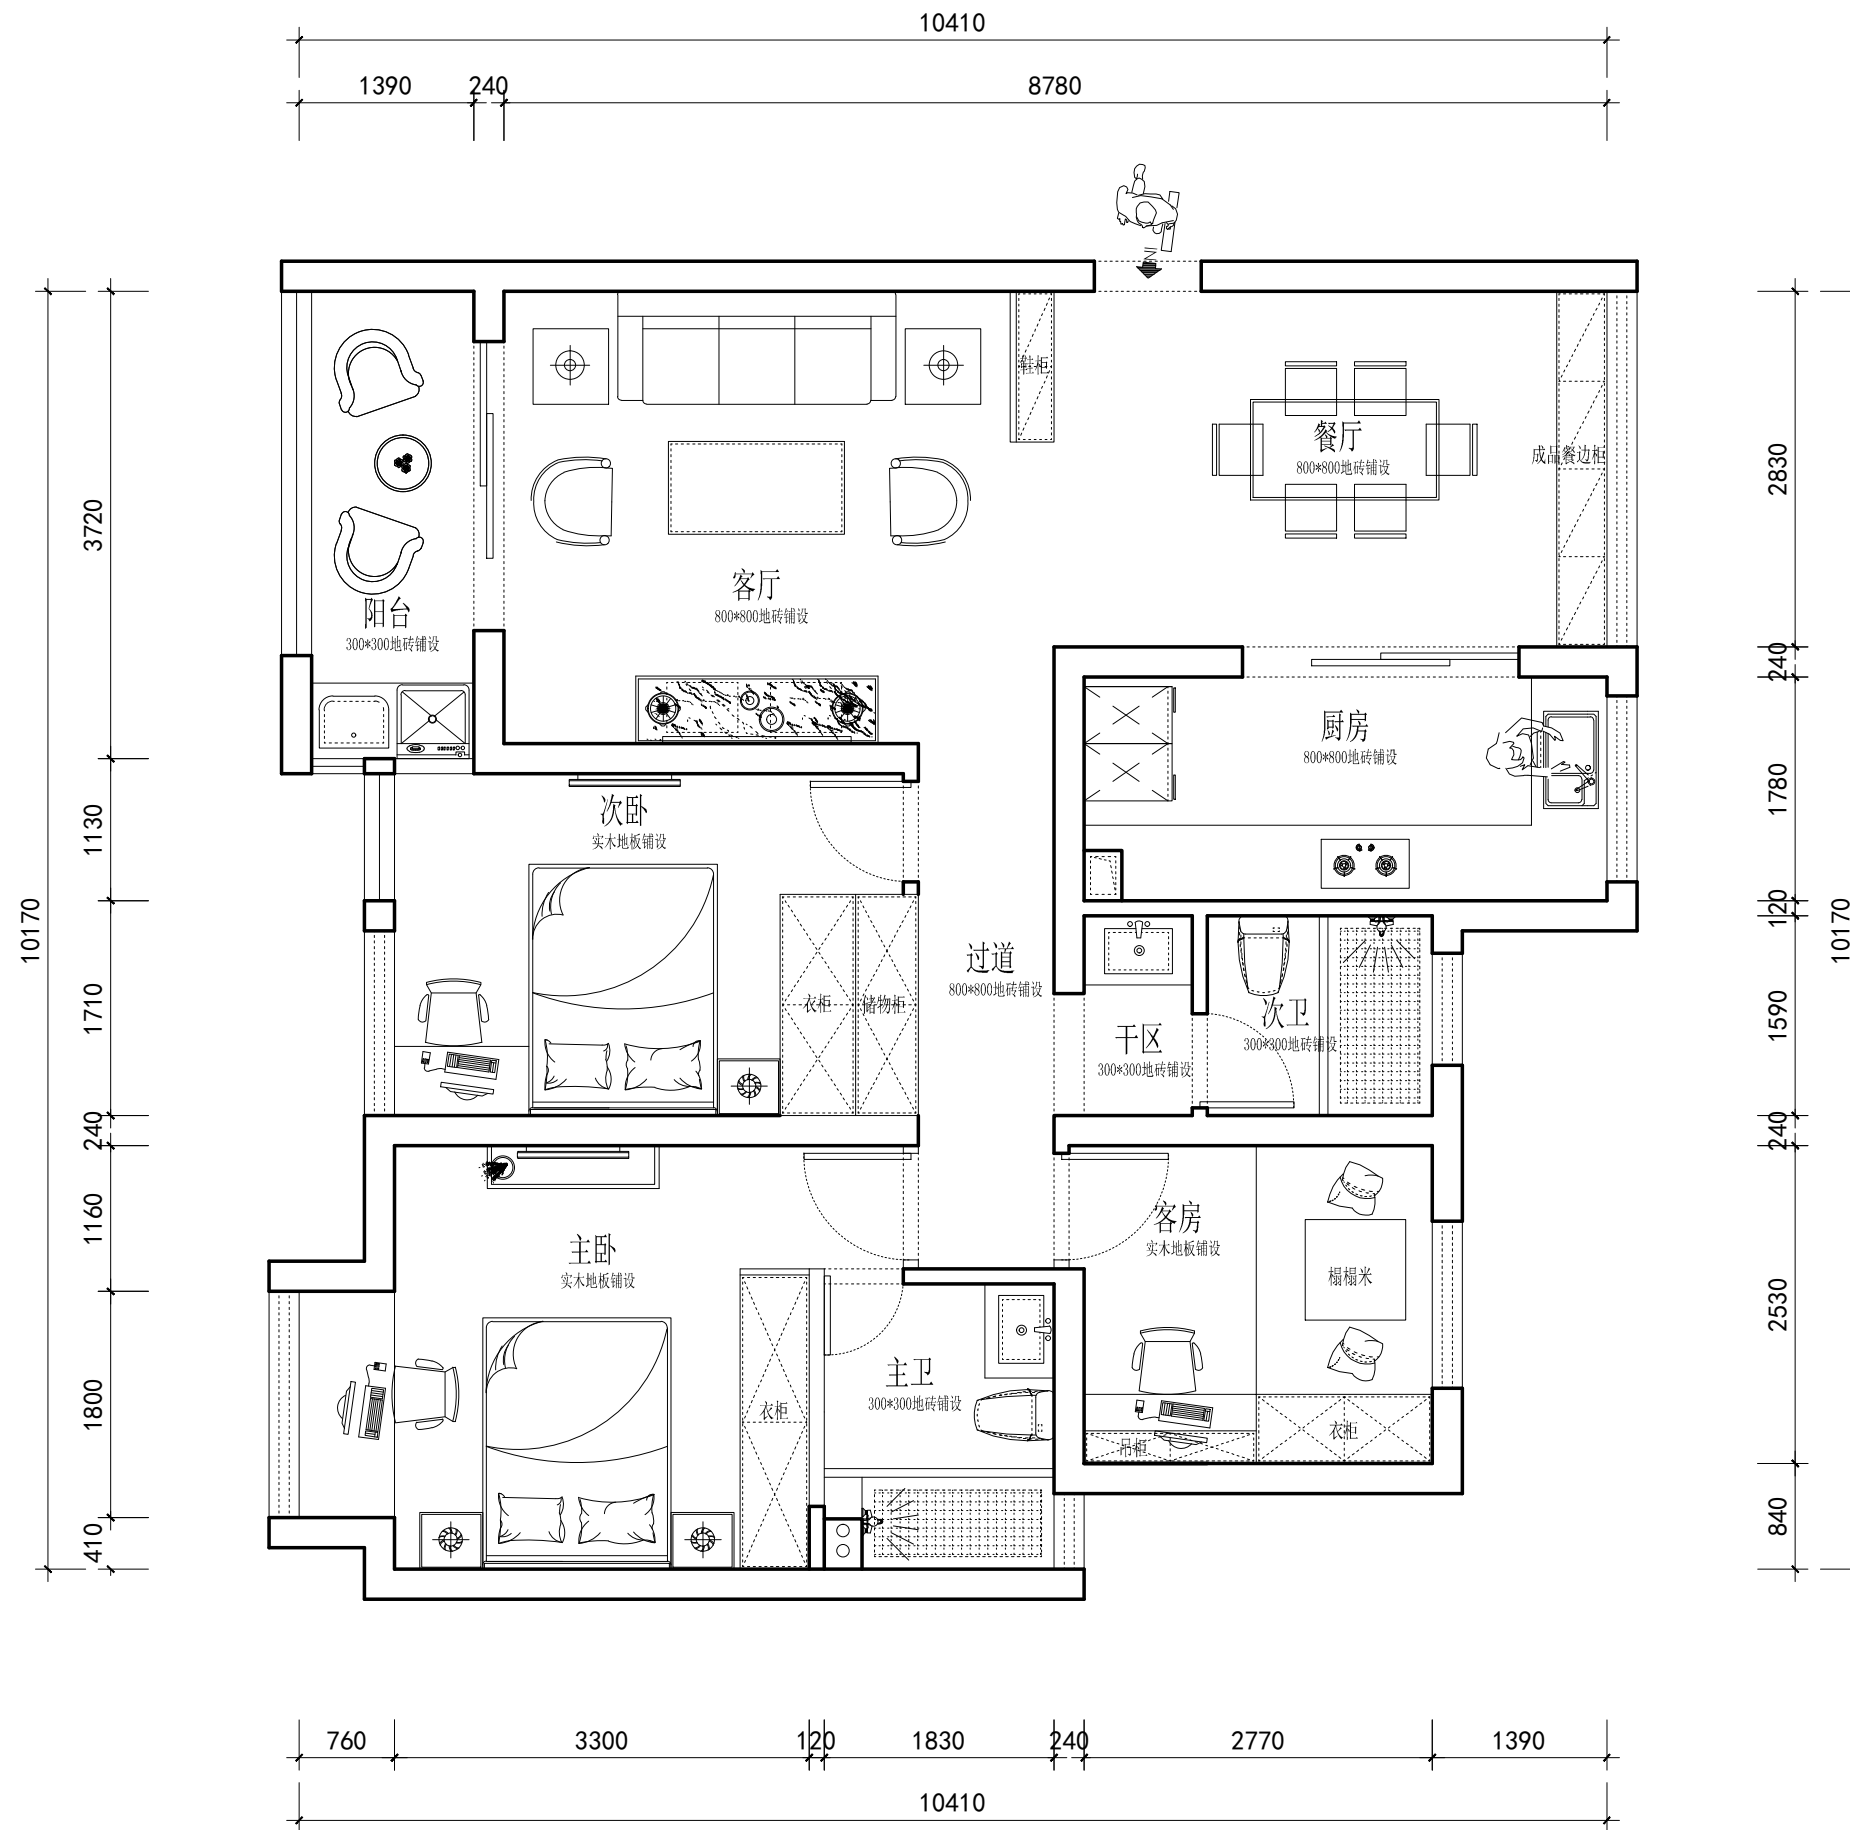 10410
1390
240
8780
IN
鞋柜
餐厅
800*800地砖铺设
成品餐边柜
2830
3720
客厅
800*800地砖铺设
阳台
300*300地砖铺设
240
厨房
800*800地砖铺设
1780
次卧
实木地板铺设
1130
10170
120
10170
过道
800*800地砖铺设
衣柜
储物柜
1710
次卫
300*300地砖铺设
干区
300*300地砖铺设
1590
240
240
1160
客房
实木地板铺设
主卧
实木地板铺设
榻榻米
2530
主卫
300*300地砖铺设
衣柜
1800
衣柜
吊柜
410
840
760
3300
120
1830
240
2770
1390
10410